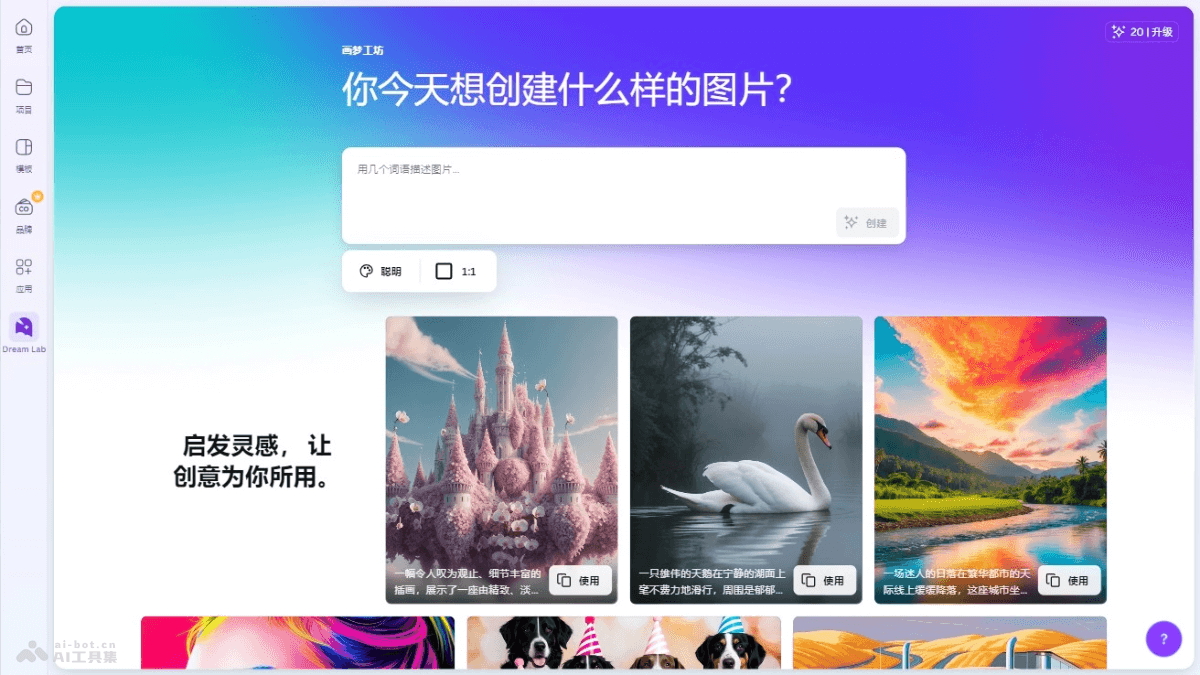 首页
项目
模板
品牌
应用
Dream Lab
20 | 升级
画梦工坊
你今天想创建什么样的图片?
用几个词语描述图片...
创建
聪明
1:1
启发灵感， 让
创意为你所用。
一幅令人叹为观止、细节丰富的
插画，展示了一座由精致、淡...
使用
一只雄伟的天鹅在宁静的湖面上
毫不费力地滑行，周围是郁郁...
使用
一场迷人的日落在繁华都市的天
际线上缓缓降落，这座城市坐...
使用
ai-bot.cn
AI工具集
?